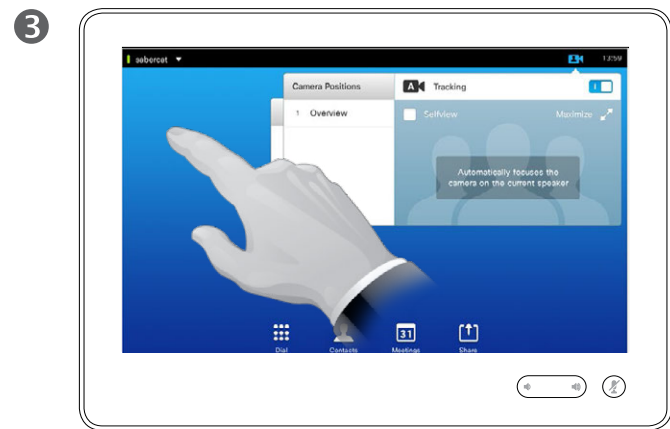 3
sabercat
13:59
Camera Positions
A
Tracking
1 Overview
Selfview
Maximize
Automatically focuses the
camera on the current speaker
31
Dial
Contacts
Meetings
Share